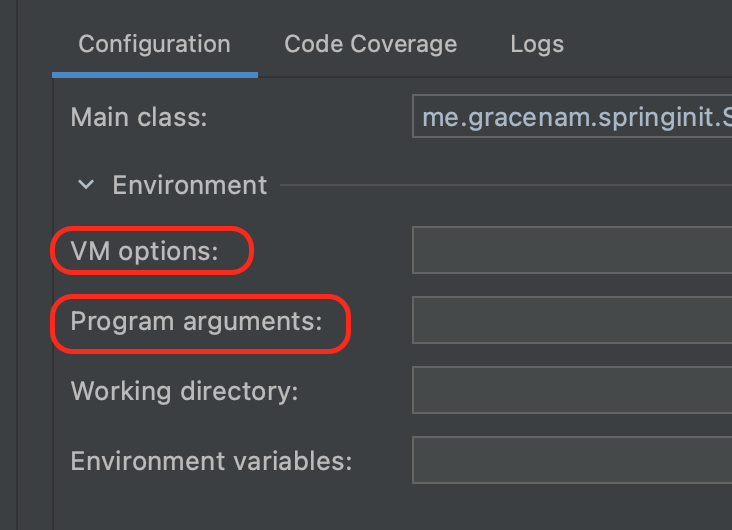 Configuration Code Coverage Logs
Main class: me.gracenam.springinit.S
Environment
VM options:
Program arguments:
Working directory:
Environment variables: